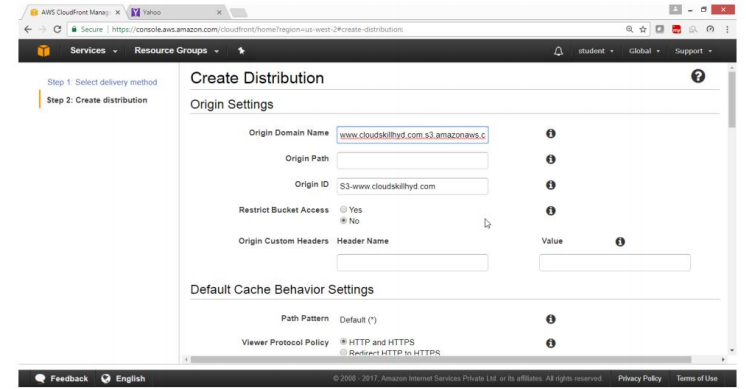 AWS CloudFront Manag
Yahoo
Secure | https://console.aws.amazon.com/cloudfront/home?region=us-west-2#create-distribution:
Services
Resource Groups
student
Global
Support
Step 1: Select delivery method
Step 2: Create distribution
Create Distribution
Origin Settings
Origin Domain Name
www.cloudskillhyd.com.s3.amazonaws.c
Origin Path
Origin ID
S3-www.cloudskillhyd.com
Restrict Bucket Access
Yes
No
Origin Custom Headers
Header Name
Value
Default Cache Behavior Settings
Path Pattern
Default (*)
Viewer Protocol Policy
HTTP and HTTPS
Redirect HTTP to HTTPS
Feedback
English
© 2008 - 2017, Amazon Internet Services Private Ltd. or its affiliates. All rights reserved.
Privacy Policy
Terms of Use